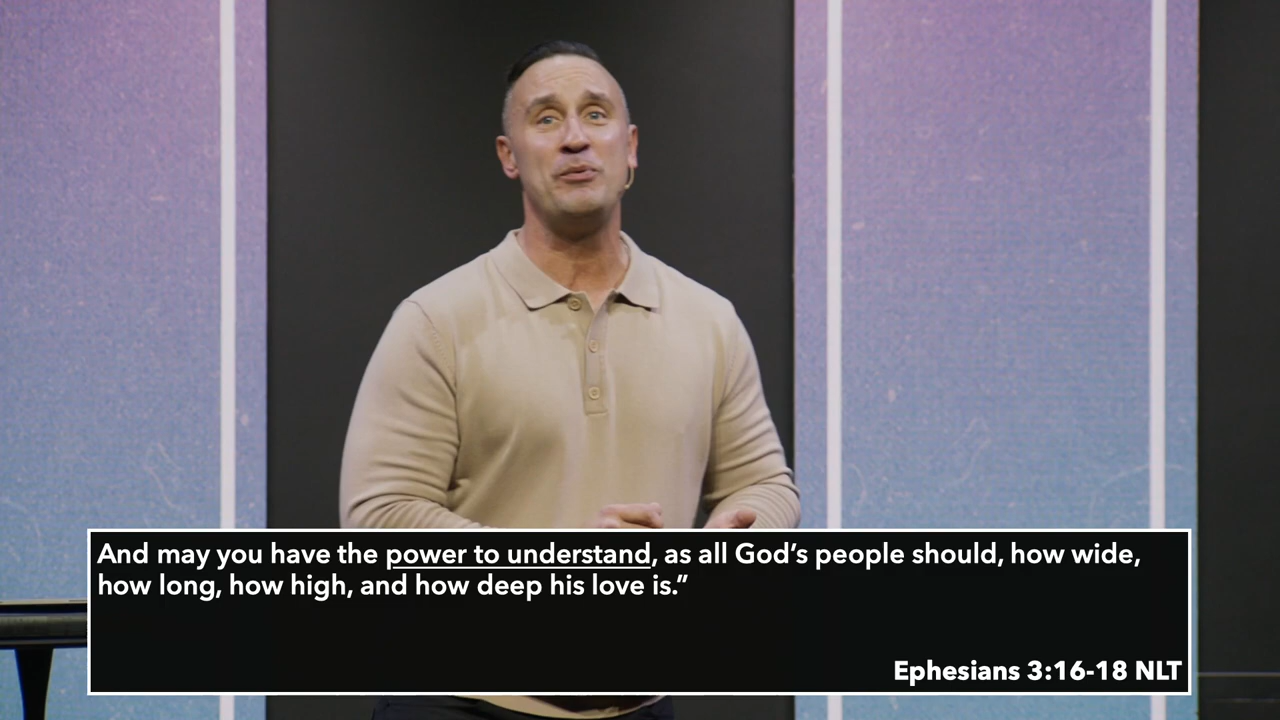 And may you have the power to understand, as all God’s people should, how wide,
how long, how high, and how deep his love is.”
Ephesians 3:16-18 NLT